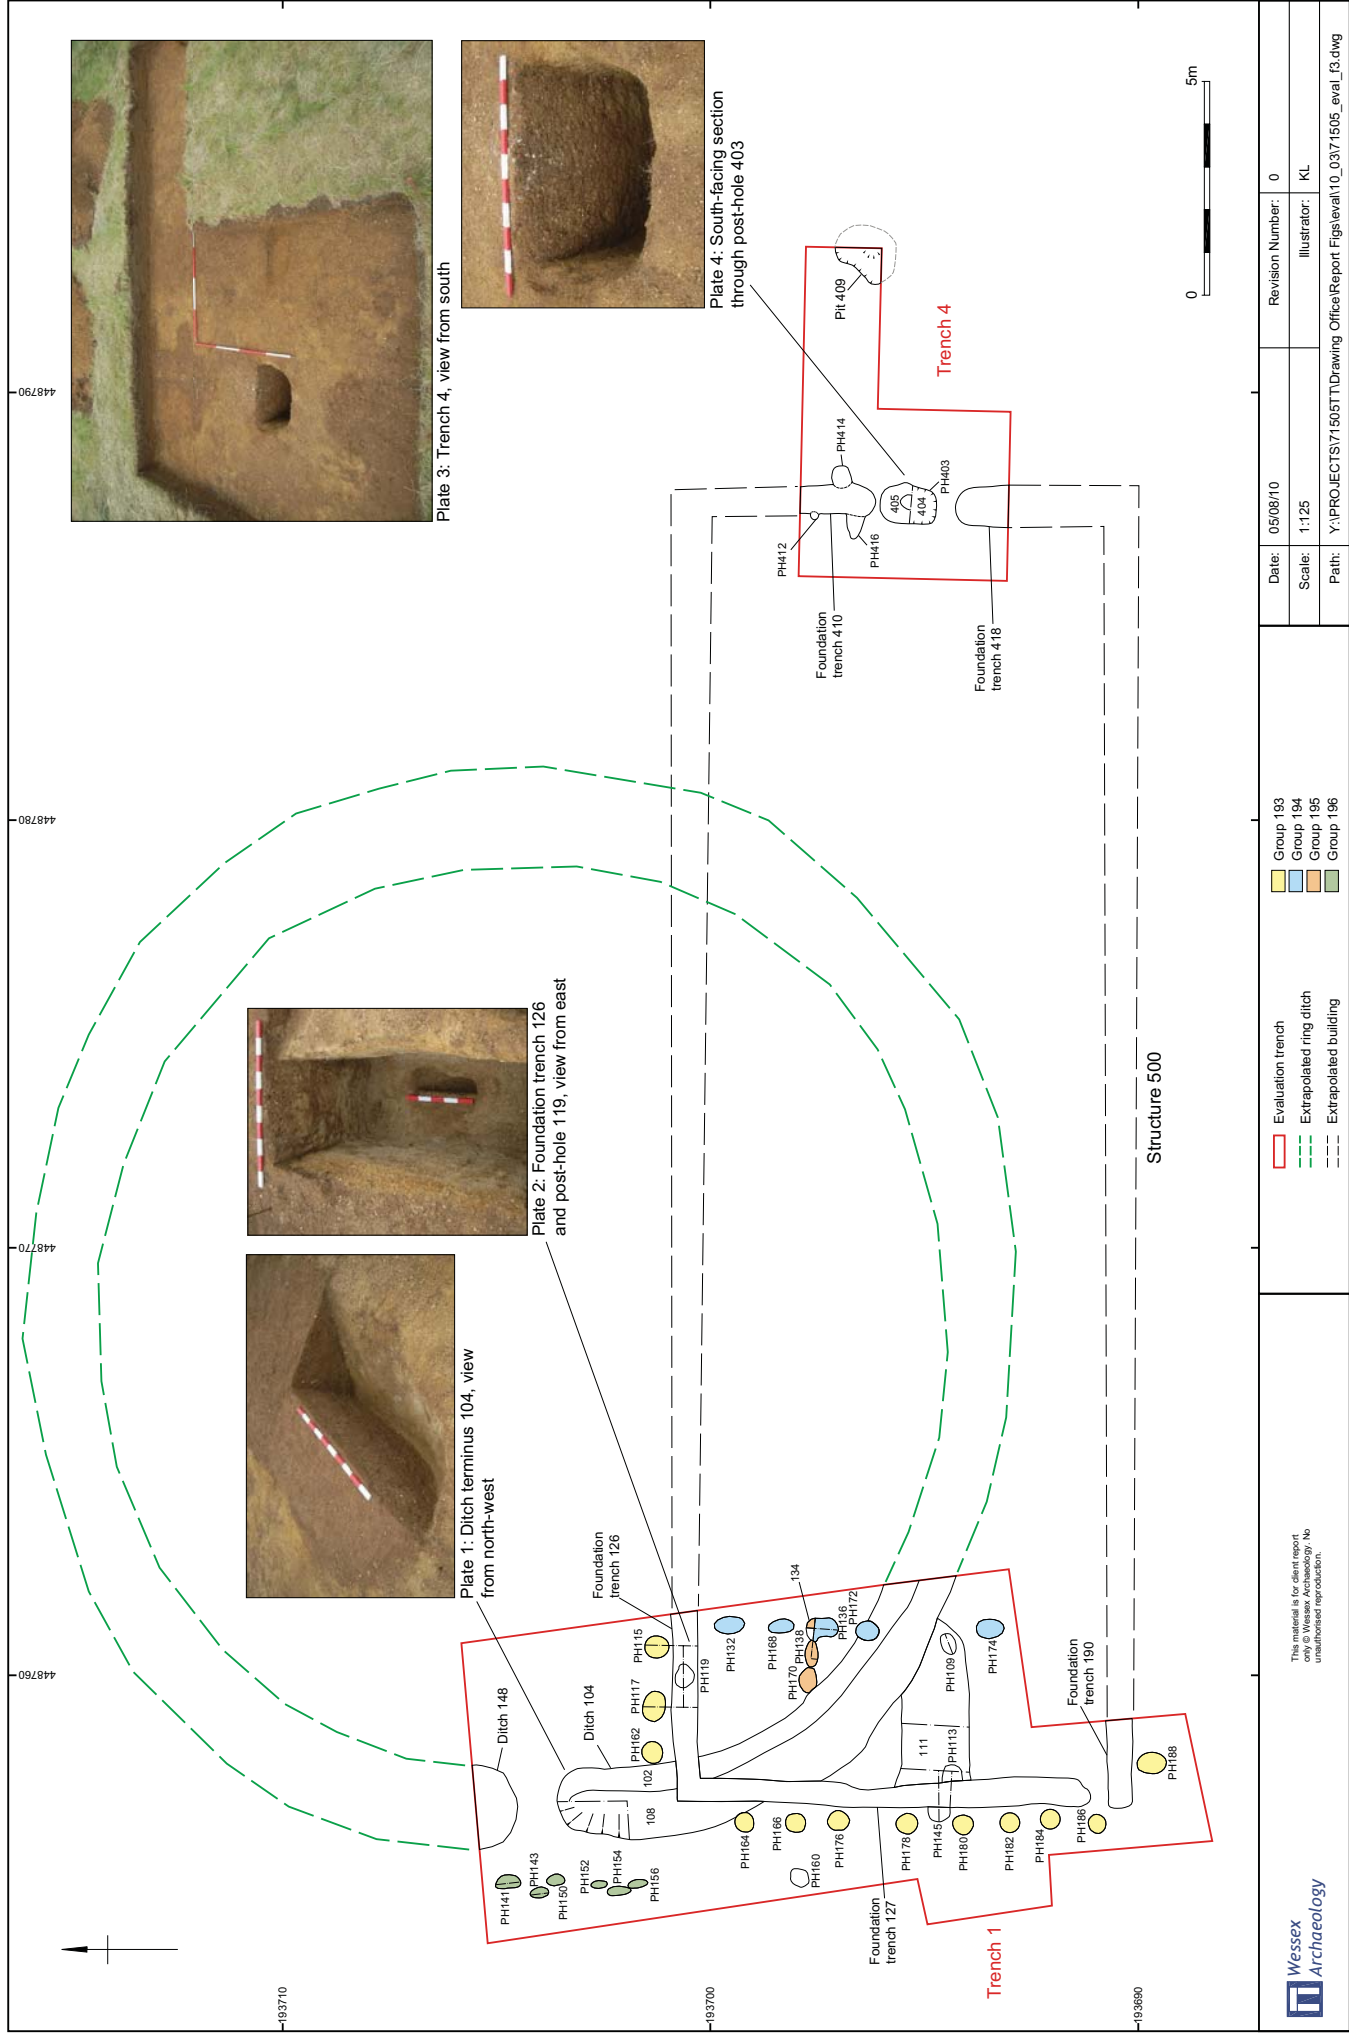 Plate 3: Trench 4, view from south
Plate 4: South-facing section
through post-hole 403
Plate 2: Foundation trench 126
and post-hole 119, view from east
Plate 1: Ditch terminus 104, view
from north-west
448790
448780
448770
448760
193710
193700
193690
0
5m
Pit 409
Trench 4
PH414
PH403
405
404
PH412
PH416
Foundation
trench 410
Foundation
trench 418
Structure 500
Foundation
trench 126
134
PH136
PH172
PH115
PH117
PH162
PH119
PH132
PH168
PH138
PH170
PH109
PH174
Foundation
trench 190
Ditch 148
Ditch 104
102
108
111
PH113
PH188
PH141
PH143
PH150
PH152
PH154
PH156
PH164
PH166
PH176
PH160
PH178
PH145
PH180
PH182
PH184
PH186
Foundation
trench 127
Trench 1
Wessex
Archaeology
This material is for client report
only © Wessex Archaeology. No
unauthorised reproduction.
Evaluation trench
Extrapolated ring ditch
Extrapolated building
Group 193
Group 194
Group 195
Group 196
Date: 05/08/10
Revision Number: 0
Scale: 1:125
Illustrator: KL
Path: Y:\PROJECTS\71505TT\Drawing Office\Report Figs\eval\10_03\71505_eval_f3.dwg